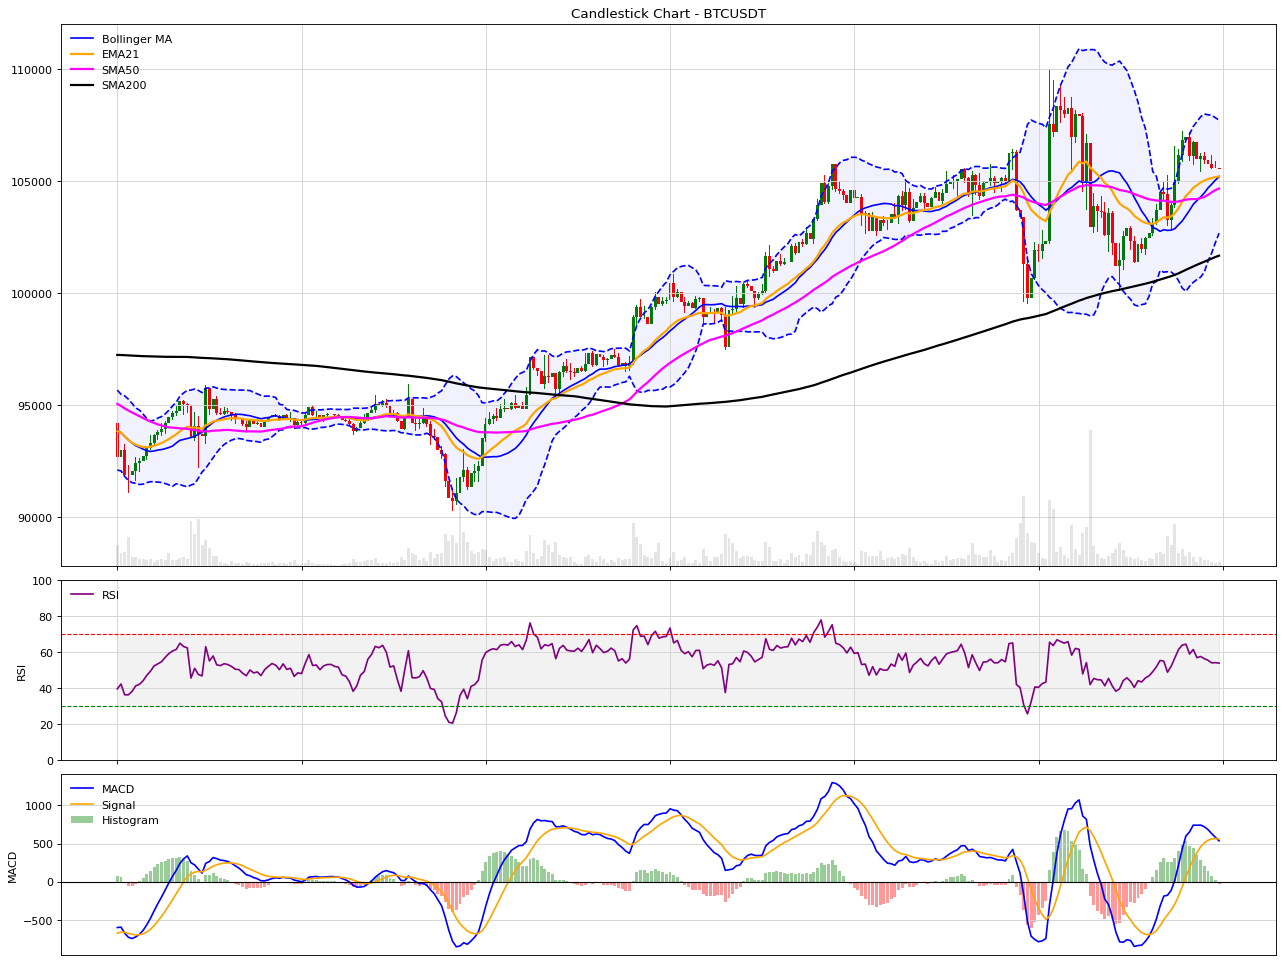 Candlestick Chart - BTCUSDT
Bollinger MA
EMA21
SMA50
SMA200
110000
105000
100000
95000
90000
100
80
60
40
20
0
RSI
RSI
1000
500
0
−500
MACD
MACD
Signal
Histogram